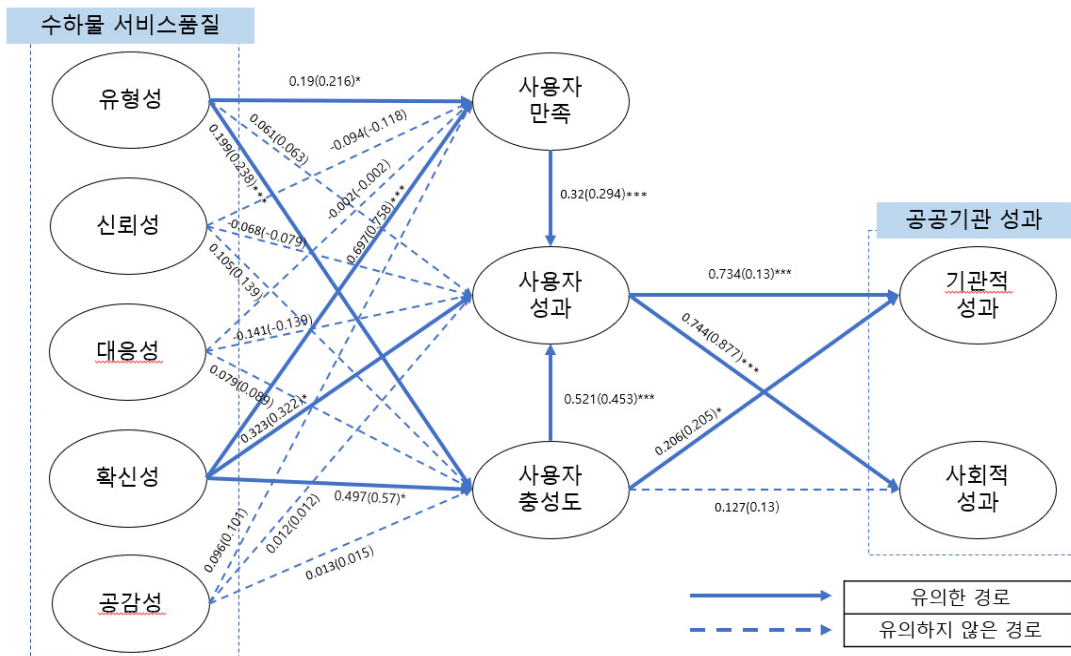 수하물 서비스품질
유형성
신뢰성
대응성
확신성
공감성
0.19(0.216)*
0.061(0.063)
0.199(0.238)***
-0.094(-0.118)
-0.002(-0.002)
0.697(0.758)***
-0.068(-0.079)
0.105(0.139)
-0.141(-0.139)
0.079(0.089)
0.323(0.322)*
0.497(0.57)*
0.096(0.101)
0.012(0.012)
0.013(0.015)
사용자
만족
0.32(0.294)***
사용자
성과
0.521(0.453)***
사용자
충성도
0.734(0.13)***
0.744(0.877)***
0.206(0.205)*
0.127(0.13)
공공기관 성과
기관적
성과
사회적
성과
유의한 경로
유의하지 않은 경로